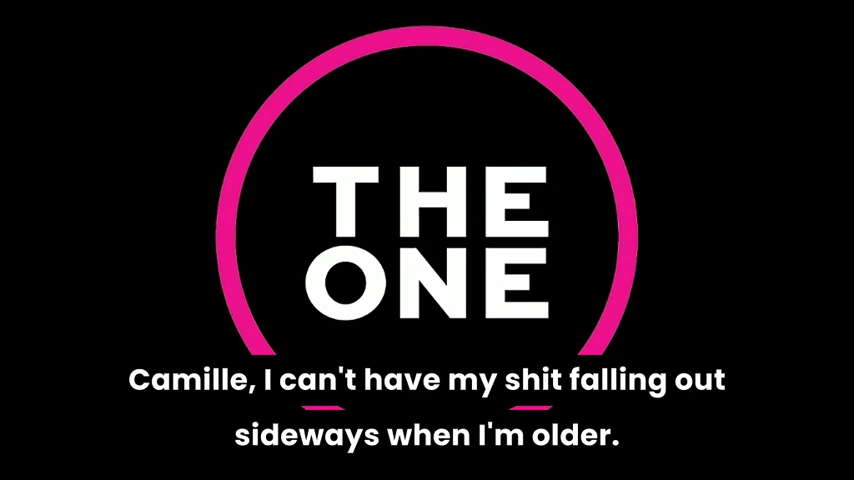 THE
ONE
Camille, I can't have my shit falling out
sideways when I'm older.